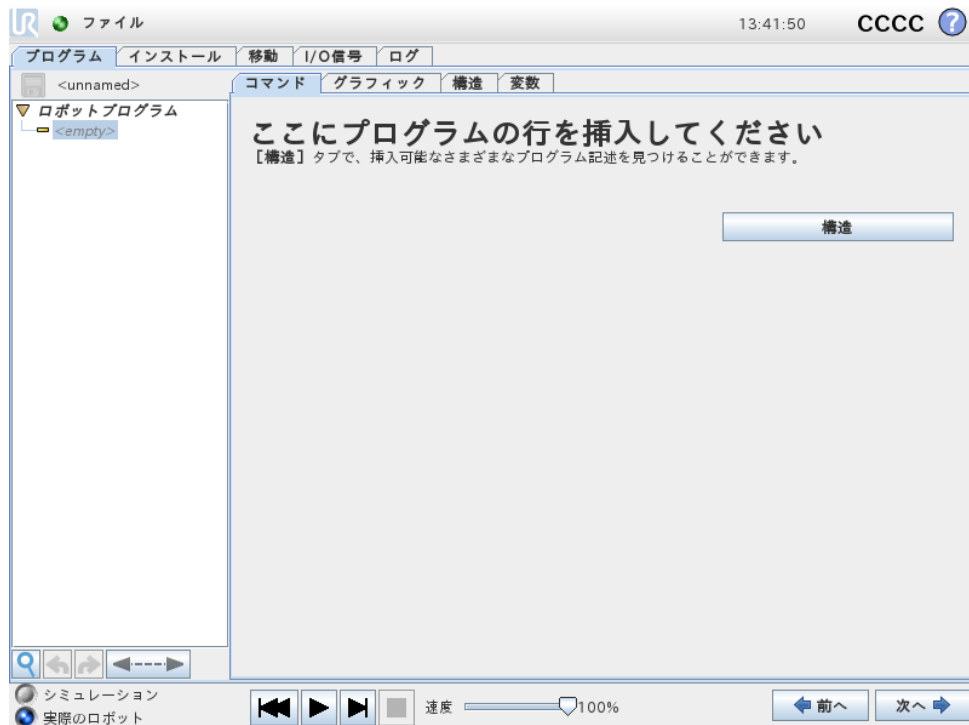 UR ファイル 13:41:50 CCCC ?
プログラム インストール 移動 I/O信号 ログ
<unnamed>
コマンド グラフィック 構造 変数
ロボットプログラム
<empty>
ここにプログラムの行を挿入してください
［構造］タブで、挿入可能なさまざまなプログラム記述を見つけることができます。
構造
シミュレーション
実際のロボット
速度 100%
前へ 次へ